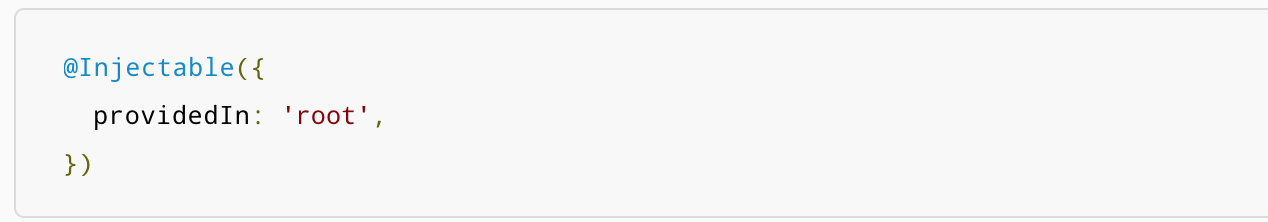 @Injectable({
  providedIn: 'root',
})